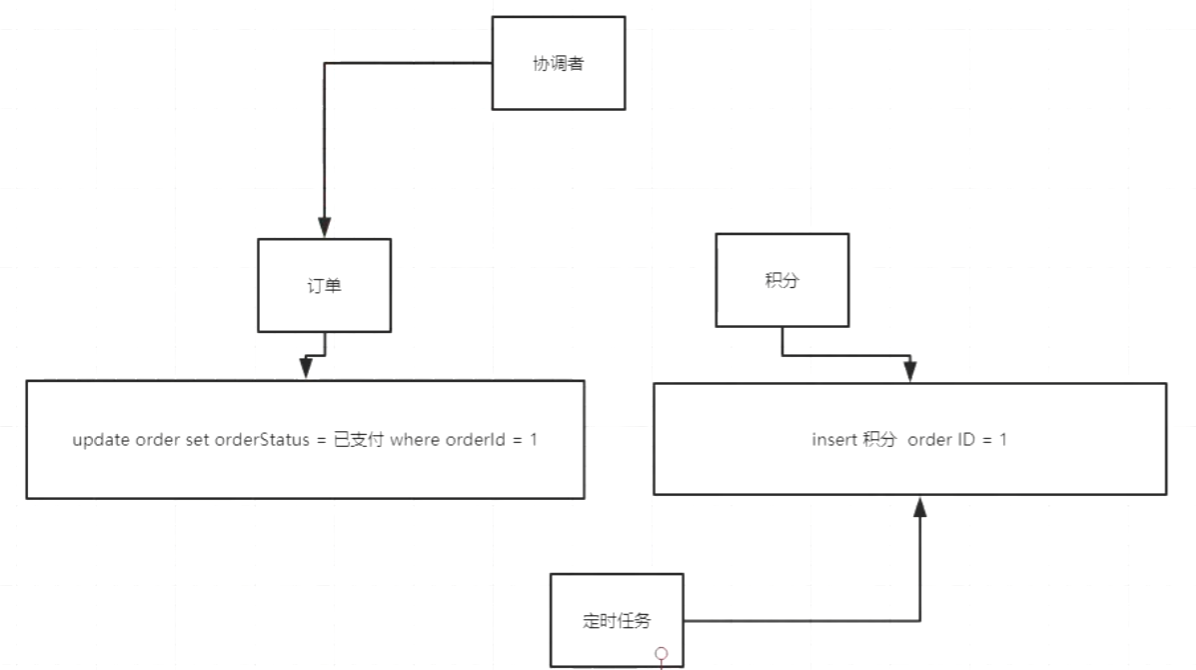 协调者
订单
积分
update order set orderStatus = 已支付 where orderId = 1
insert 积分  order ID = 1
定时任务